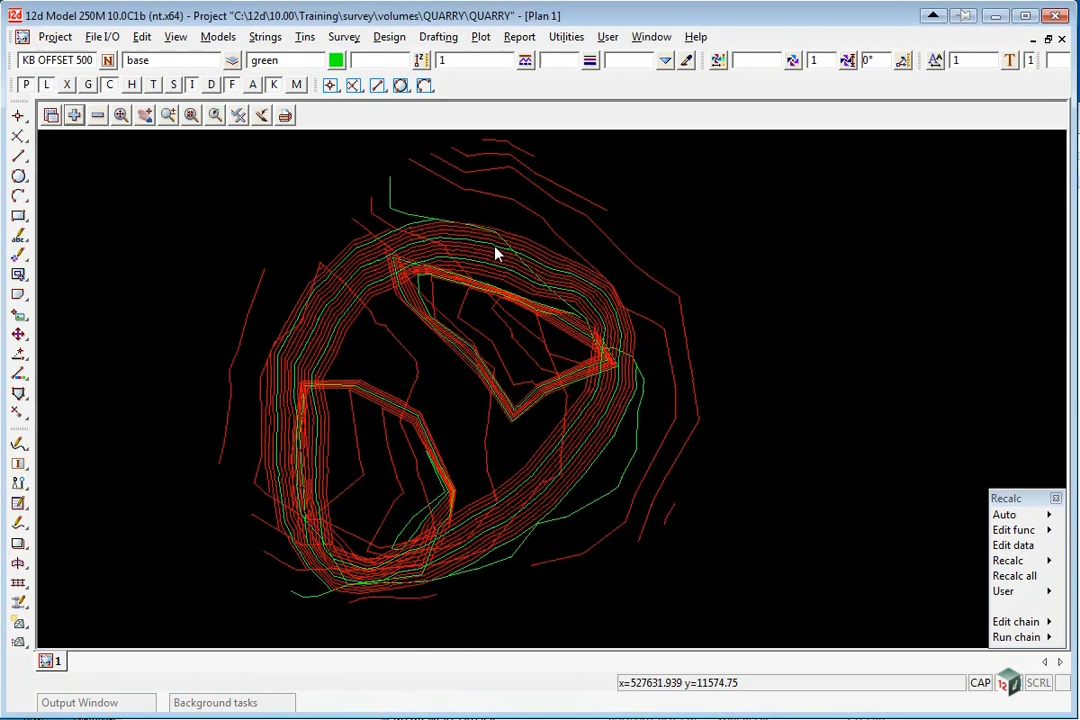 12d Model 250M 10.0C1b (nt.x64) - Project "C:\12d\10.00\Training\survey\volumes\QUARRY\QUARRY" - [Plan 1]
Project File I/O Edit View Models Strings Tins Survey Design Drafting Plot Report Utilities User Window Help
KB OFFSET 500 N base green 1 1 0° 1 T 1
P L X G C H T S I D F A K M
Recalc
Auto
Edit func
Edit data
Recalc
Recalc all
User
Edit chain
Run chain
1
x=527631.939 y=11574.75 CAP 12 SCRL
Output Window Background tasks